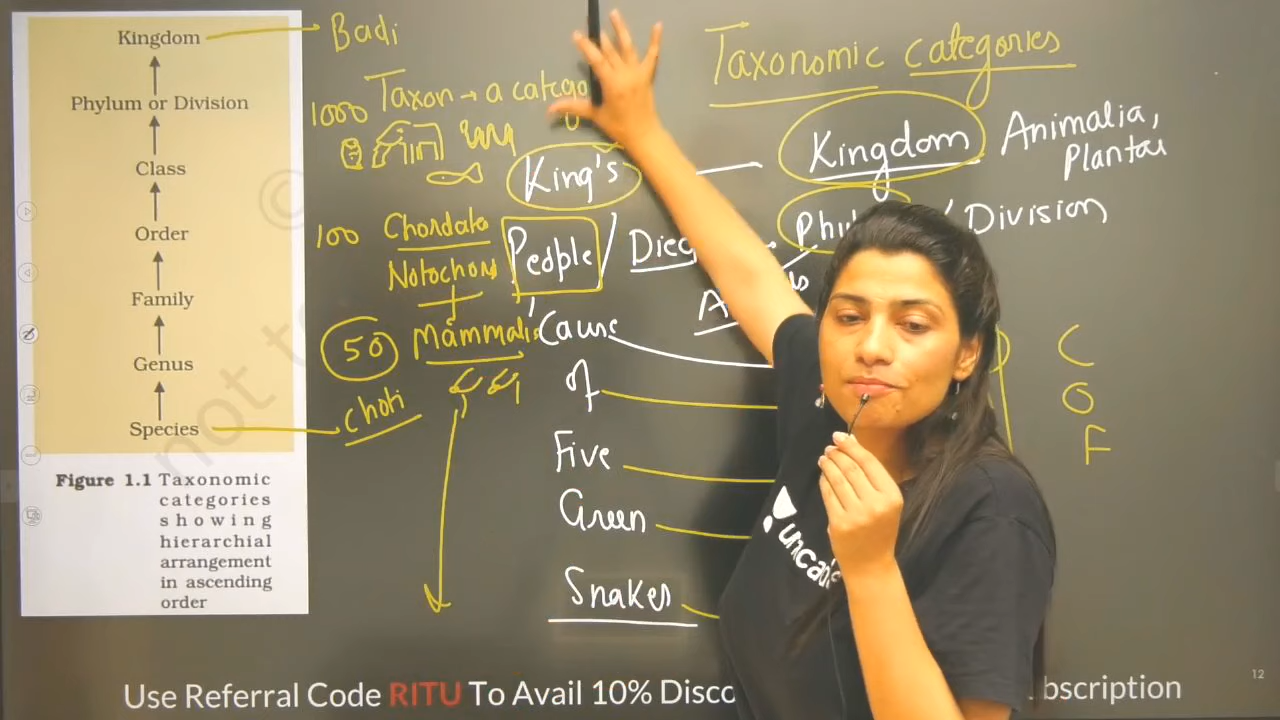 Kingdom
Phylum or Division
Class
Order
Family
Genus
Species
Figure 1.1 Taxonomic
categories
showing
hierarchial
arrangement
in ascending
order
Badi
choti
Taxonomic categories
Taxon → a catego
1000
King's — Kingdom Animalia,
100 Chordata
Notochord
People / Division
50 Mammalia
Cause
C
Of
O
Five
F
Green
Snakes
not
©
uncade
Use Referral Code RITU To Avail 10% Disco
bscription
12